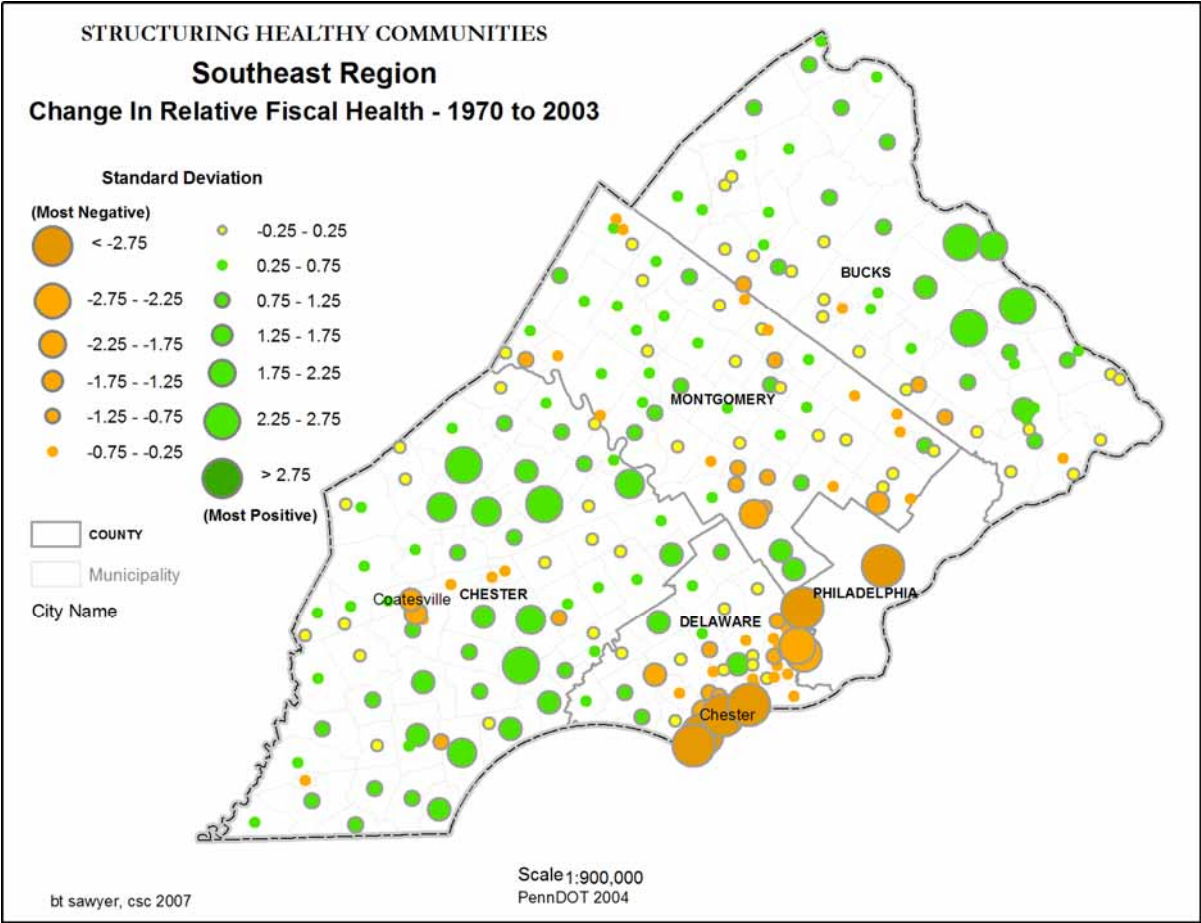 STRUCTURING HEALTHY COMMUNITIES
Southeast Region
Change In Relative Fiscal Health - 1970 to 2003
Standard Deviation
(Most Negative)
< -2.75
-2.75 - -2.25
-2.25 - -1.75
-1.75 - -1.25
-1.25 - -0.75
-0.75 - -0.25
-0.25 - 0.25
0.25 - 0.75
0.75 - 1.25
1.25 - 1.75
1.75 - 2.25
2.25 - 2.75
> 2.75
(Most Positive)
COUNTY
Municipality
City Name
BUCKS
MONTGOMERY
Coatesville
CHESTER
PHILADELPHIA
DELAWARE
Chester
Scale 1:900,000
PennDOT 2004
bt sawyer, csc 2007